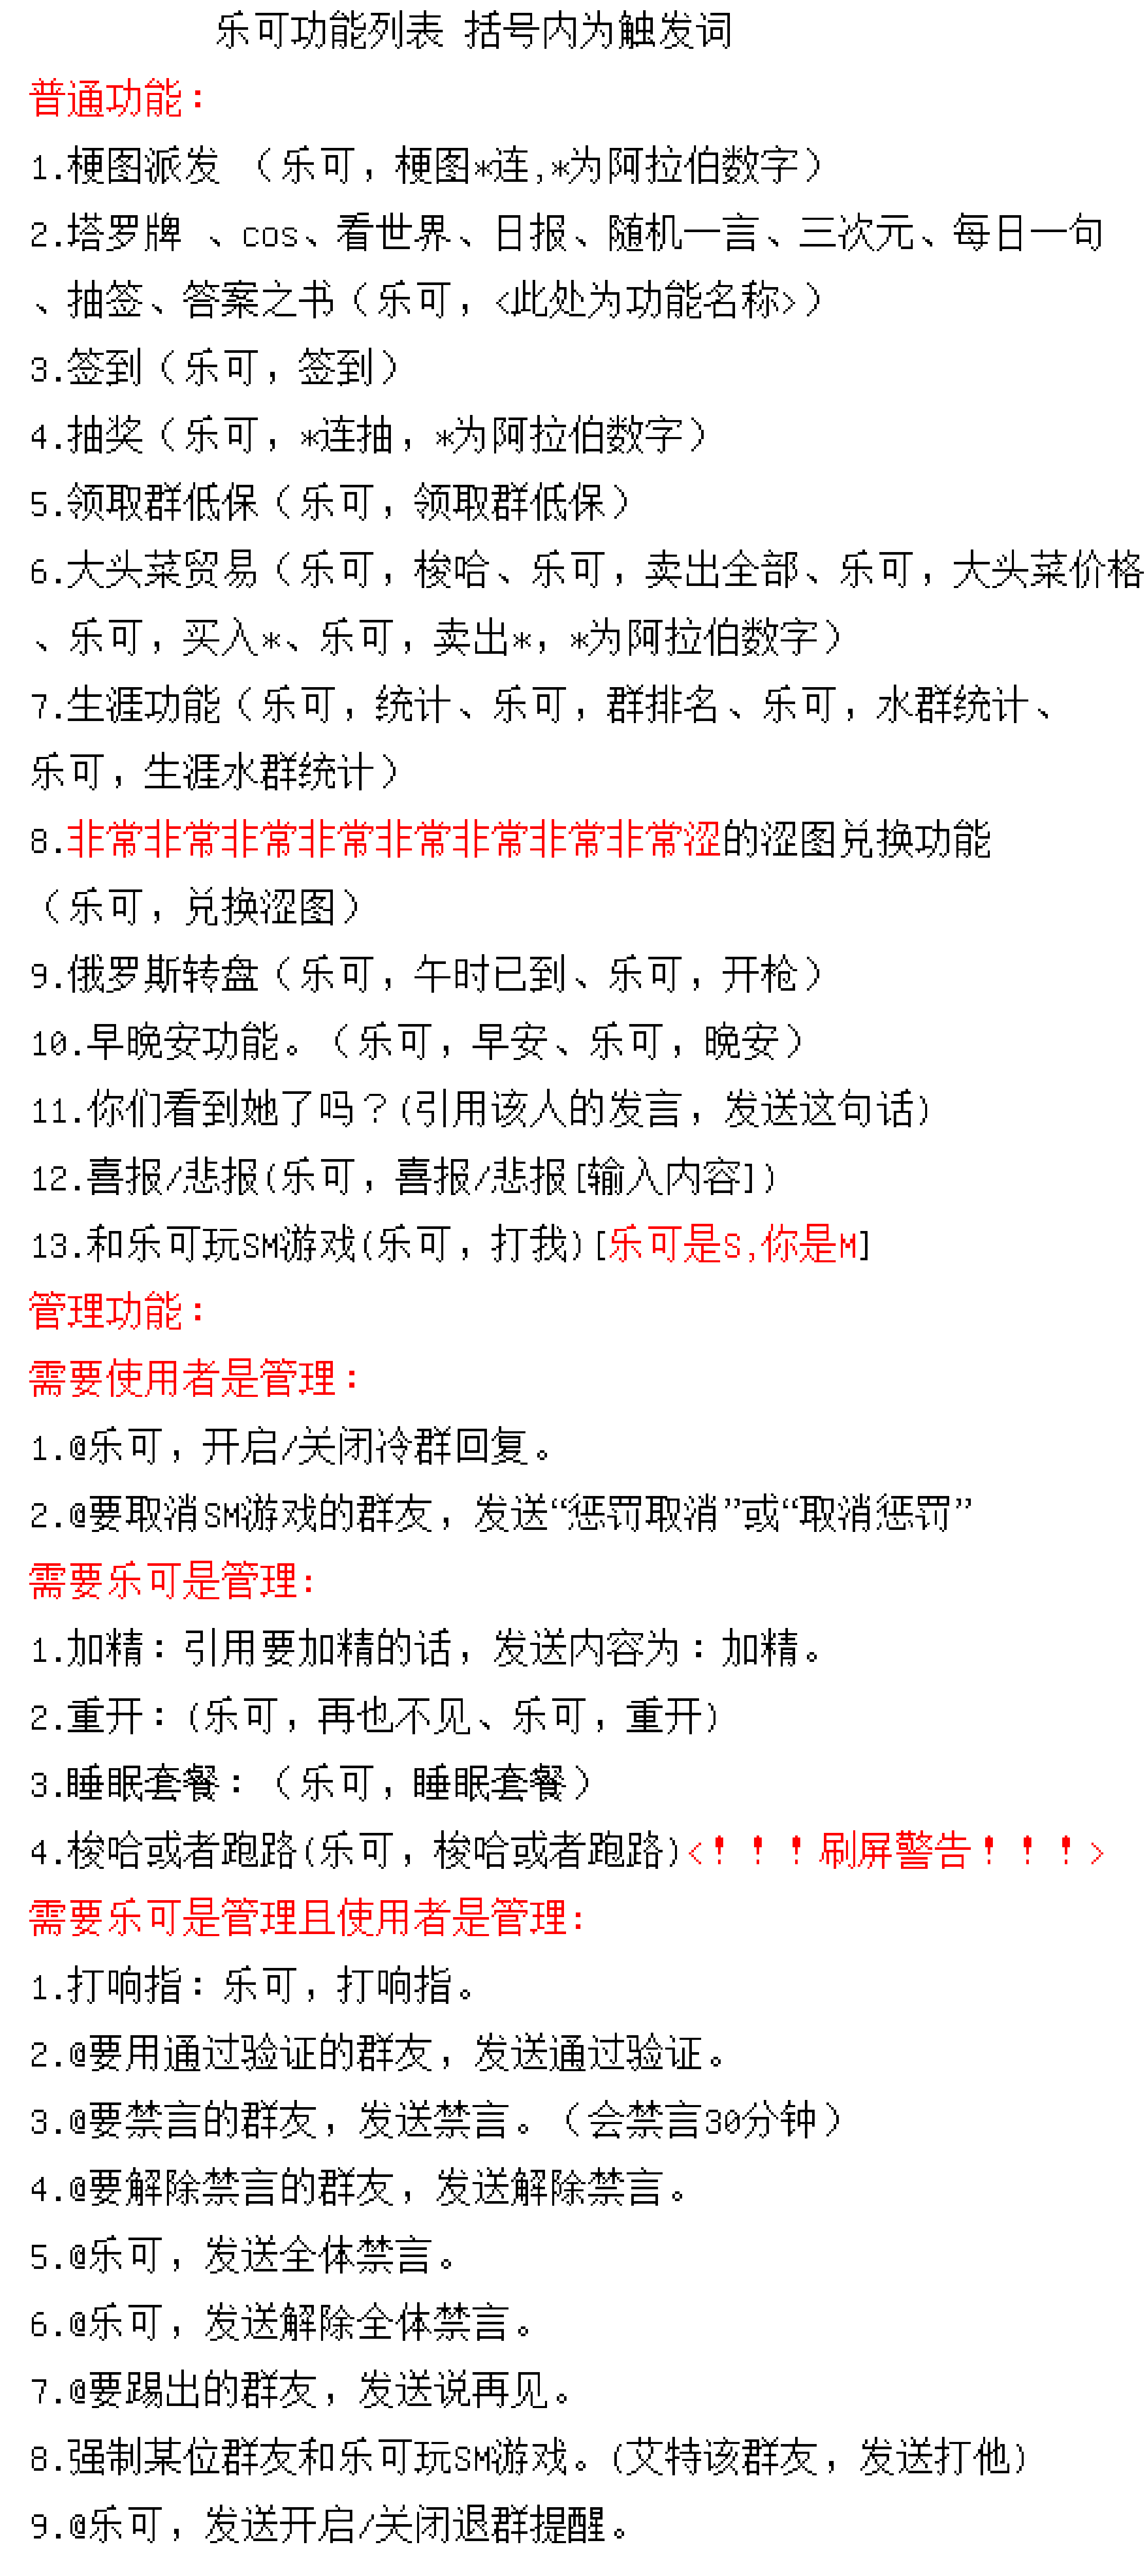 乐可功能列表 括号内为触发词
普通功能：
1.梗图派发 （乐可，梗图*连,*为阿拉伯数字）
2.塔罗牌 、cos、看世界、日报、随机一言、三次元、每日一句
、抽签、答案之书（乐可，<此处为功能名称>）
3.签到（乐可，签到）
4.抽奖（乐可，*连抽，*为阿拉伯数字）
5.领取群低保（乐可，领取群低保）
6.大头菜贸易（乐可，梭哈、乐可，卖出全部、乐可，大头菜价格
、乐可，买入*、乐可，卖出*，*为阿拉伯数字）
7.生涯功能（乐可，统计、乐可，群排名、乐可，水群统计、
乐可，生涯水群统计）
8.非常非常非常非常非常非常非常非常涩的涩图兑换功能
（乐可，兑换涩图）
9.俄罗斯转盘（乐可，午时已到、乐可，开枪）
10.早晚安功能。（乐可，早安、乐可，晚安）
11.你们看到她了吗？(引用该人的发言，发送这句话)
12.喜报/悲报(乐可，喜报/悲报[输入内容])
13.和乐可玩SM游戏(乐可，打我)[乐可是S,你是M]
管理功能：
需要使用者是管理：
1.@乐可，开启/关闭冷群回复。
2.@要取消SM游戏的群友，发送“惩罚取消”或“取消惩罚”
需要乐可是管理:
1.加精：引用要加精的话，发送内容为：加精。
2.重开：(乐可，再也不见、乐可，重开)
3.睡眠套餐：（乐可，睡眠套餐）
4.梭哈或者跑路(乐可，梭哈或者跑路)<！！！刷屏警告！！！>
需要乐可是管理且使用者是管理:
1.打响指：乐可，打响指。
2.@要用通过验证的群友，发送通过验证。
3.@要禁言的群友，发送禁言。（会禁言30分钟）
4.@要解除禁言的群友，发送解除禁言。
5.@乐可，发送全体禁言。
6.@乐可，发送解除全体禁言。
7.@要踢出的群友，发送说再见。
8.强制某位群友和乐可玩SM游戏。(艾特该群友，发送打他)
9.@乐可，发送开启/关闭退群提醒。